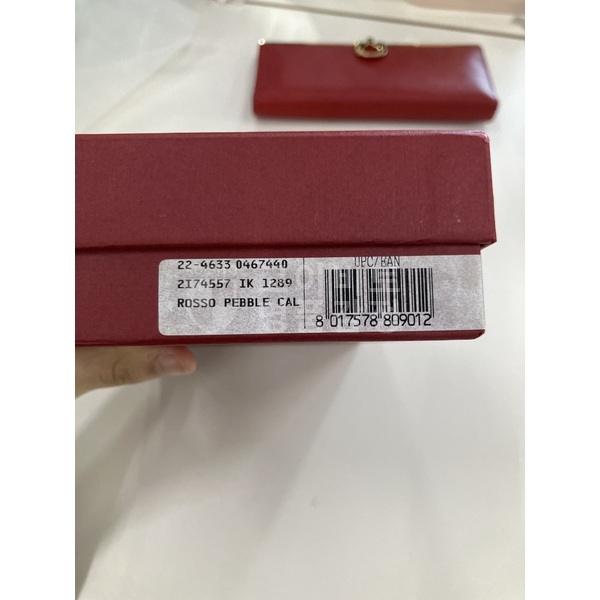 22-4633 0467440
2I74557 IK 1289
ROSSO PEBBLE CAL
UPC/EAN
8 017578 809012